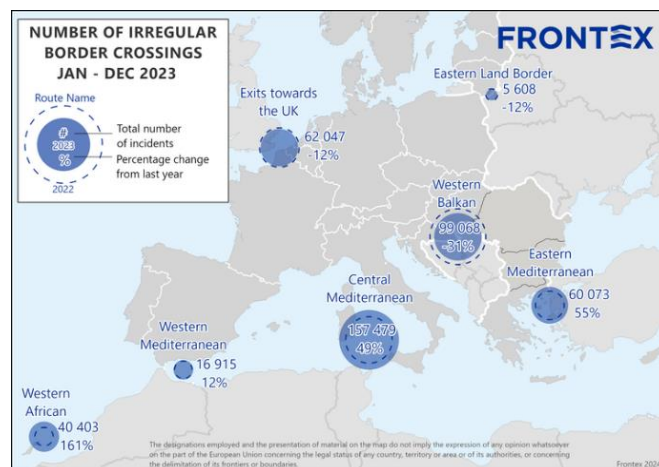 NUMBER OF IRREGULAR
BORDER CROSSINGS
JAN - DEC 2023
Route Name
#
2023
%
2022
Total number
of incidents
Percentage change
from last year
FRONTEX
Exits towards
the UK
62 047
-12%
Eastern Land Border
5 608
-12%
Western
Balkan
99 068
-31%
Eastern
Mediterranean
60 073
55%
Central
Mediterranean
157 479
49%
Western
Mediterranean
16 915
12%
Western
African
40 403
161%
The designations employed and the presentation of material on the map do not imply the expression of any opinion whatsoever
on the part of the European Union concerning the legal status of any country, territory or area or of its authorities, or concerning
the delimitation of its frontiers or boundaries.
Frontex 2024